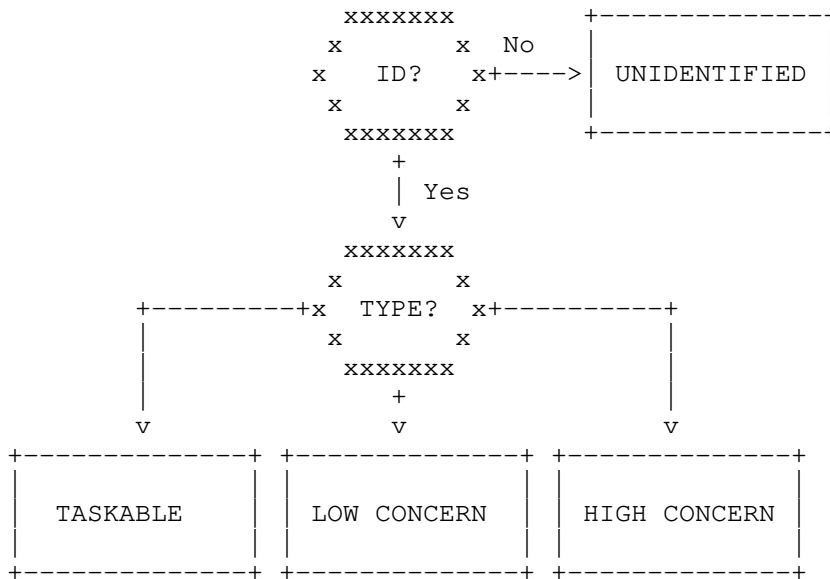 No
ID?
UNIDENTIFIED
Yes
TYPE?
TASKABLE
LOW CONCERN
HIGH CONCERN